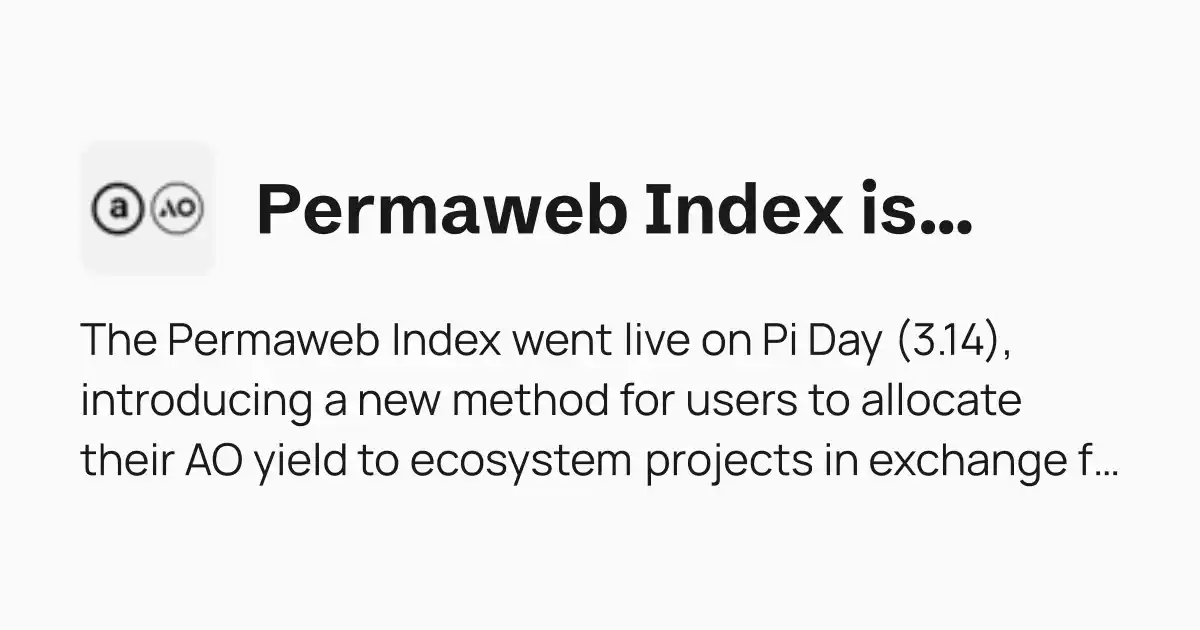 a AO Permaweb Index is...
The Permaweb Index went live on Pi Day (3.14),
introducing a new method for users to allocate
their AO yield to ecosystem projects in exchange f...